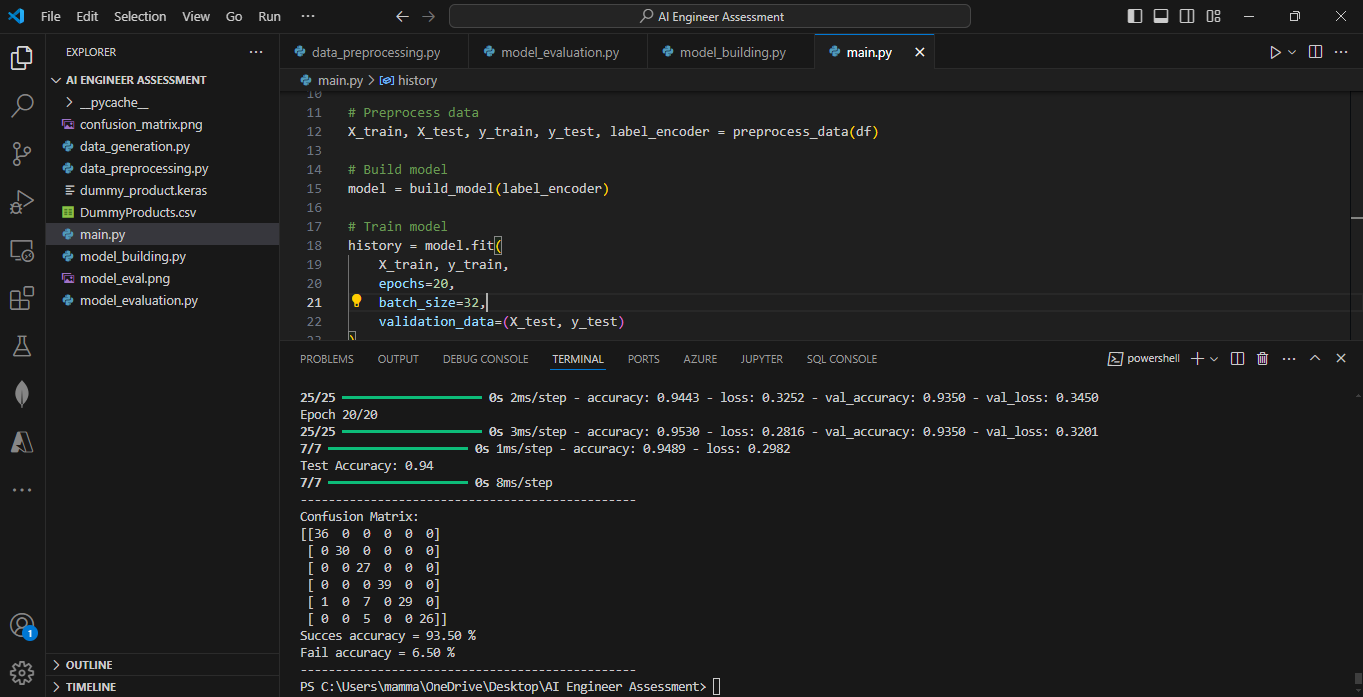 File Edit Selection View Go Run ··· AI Engineer Assessment
EXPLORER ···
AI ENGINEER ASSESSMENT
__pycache__
confusion_matrix.png
data_generation.py
data_preprocessing.py
dummy_product.keras
DummyProducts.csv
main.py
model_building.py
model_eval.png
model_evaluation.py
OUTLINE
TIMELINE
1
data_preprocessing.py model_evaluation.py model_building.py main.py
main.py > history
10
11 # Preprocess data
12 X_train, X_test, y_train, y_test, label_encoder = preprocess_data(df)
13
14 # Build model
15 model = build_model(label_encoder)
16
17 # Train model
18 history = model.fit(
19 X_train, y_train,
20 epochs=20,
21 batch_size=32,
22 validation_data=(X_test, y_test)
23 )
PROBLEMS OUTPUT DEBUG CONSOLE TERMINAL PORTS AZURE JUPYTER SQL CONSOLE powershell
25/25 0s 2ms/step - accuracy: 0.9443 - loss: 0.3252 - val_accuracy: 0.9350 - val_loss: 0.3450
Epoch 20/20
25/25 0s 3ms/step - accuracy: 0.9530 - loss: 0.2816 - val_accuracy: 0.9350 - val_loss: 0.3201
7/7 0s 1ms/step - accuracy: 0.9489 - loss: 0.2982
Test Accuracy: 0.94
7/7 0s 8ms/step
------------------------------------------------
Confusion Matrix:
[[36 0 0 0 0 0]
[ 0 30 0 0 0 0]
[ 0 0 27 0 0 0]
[ 0 0 0 39 0 0]
[ 1 0 7 0 29 0]
[ 0 0 5 0 0 26]]
Succes accuracy = 93.50 %
Fail accuracy = 6.50 %
------------------------------------------------
PS C:\Users\mamma\OneDrive\Desktop\AI Engineer Assessment>